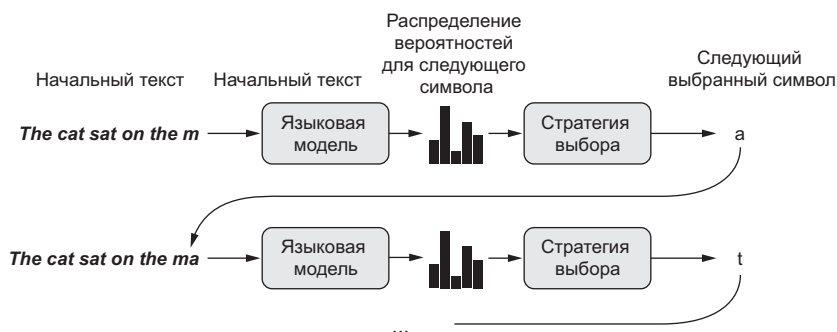 Распределение
вероятностей
для следующего
символа
Начальный текст
Начальный текст
Следующий
выбранный символ
The cat sat on the m
Языковая
модель
Стратегия
выбора
a
The cat sat on the ma
Языковая
модель
Стратегия
выбора
t
...